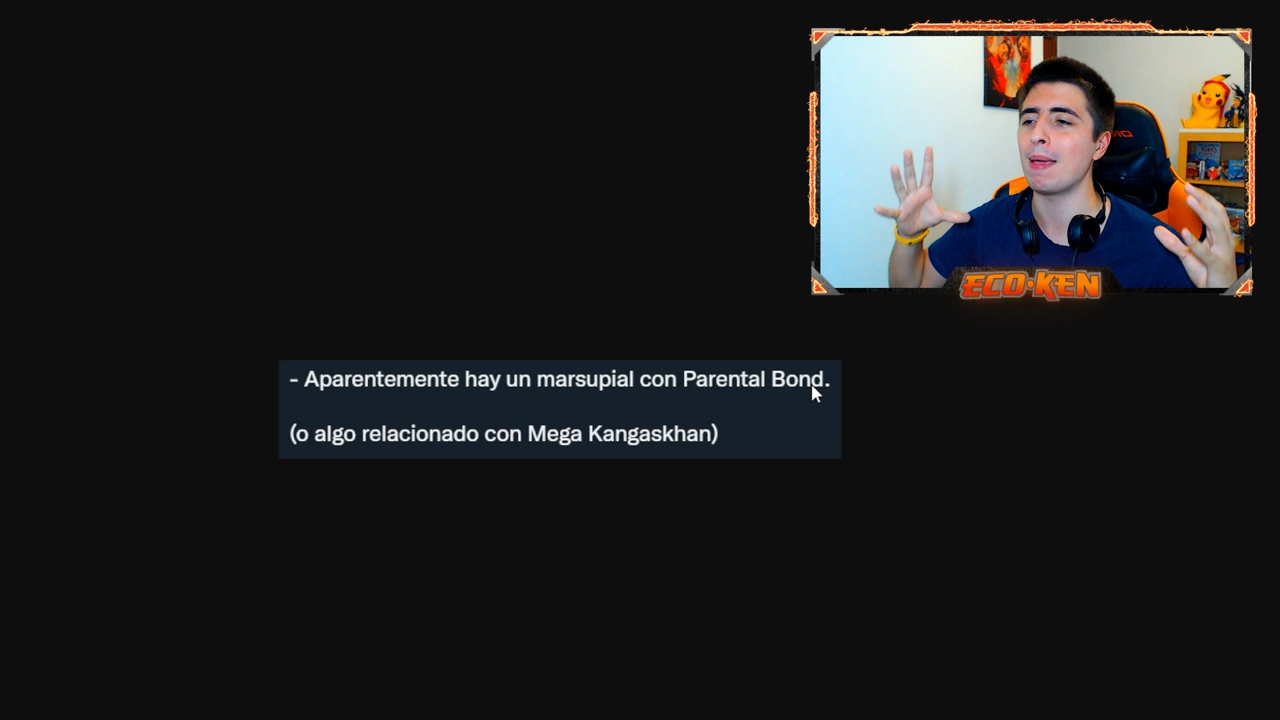 ECO·KEN
- Aparentemente hay un marsupial con Parental Bond.
(o algo relacionado con Mega Kangaskhan)